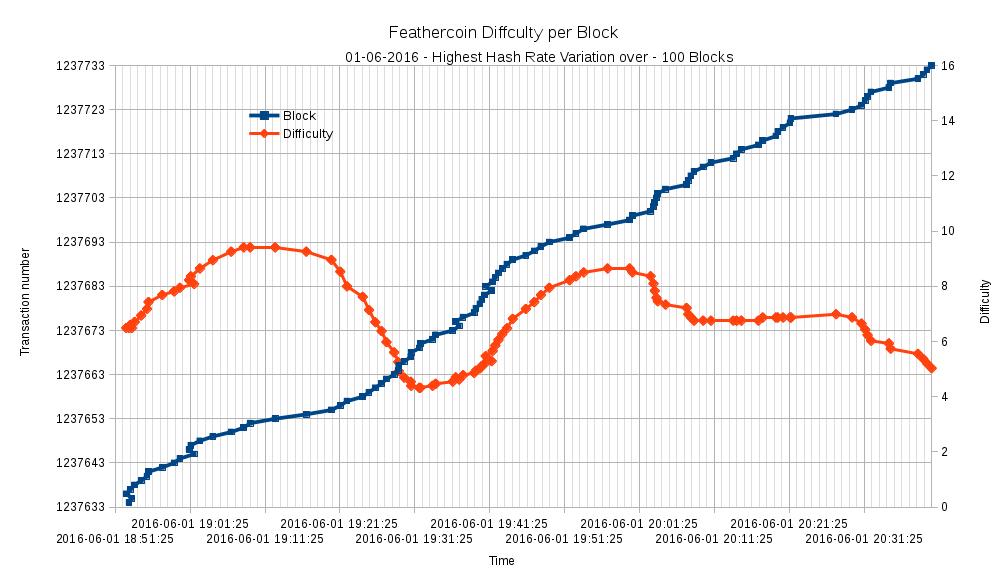 Feathercoin Diffculty per Block
01-06-2016 - Highest Hash Rate Variation over - 100 Blocks
Block
Difficulty
1237733
1237723
1237713
1237703
1237693
1237683
1237673
1237663
1237653
1237643
1237633
Transaction number
16
14
12
10
8
6
4
2
0
Difficulty
2016-06-01 19:01:25 2016-06-01 19:21:25 2016-06-01 19:41:25 2016-06-01 20:01:25 2016-06-01 20:21:25
2016-06-01 18:51:25 2016-06-01 19:11:25 2016-06-01 19:31:25 2016-06-01 19:51:25 2016-06-01 20:11:25 2016-06-01 20:31:25
Time